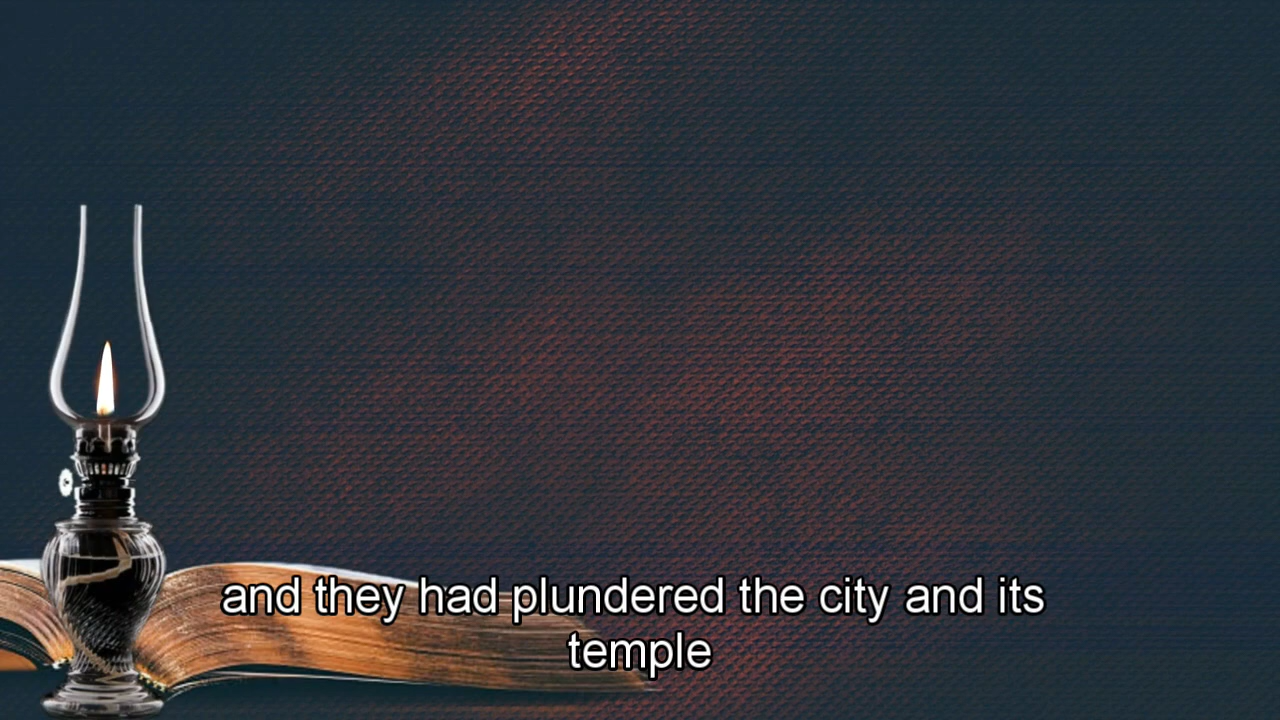 and they had plundered the city and its
temple